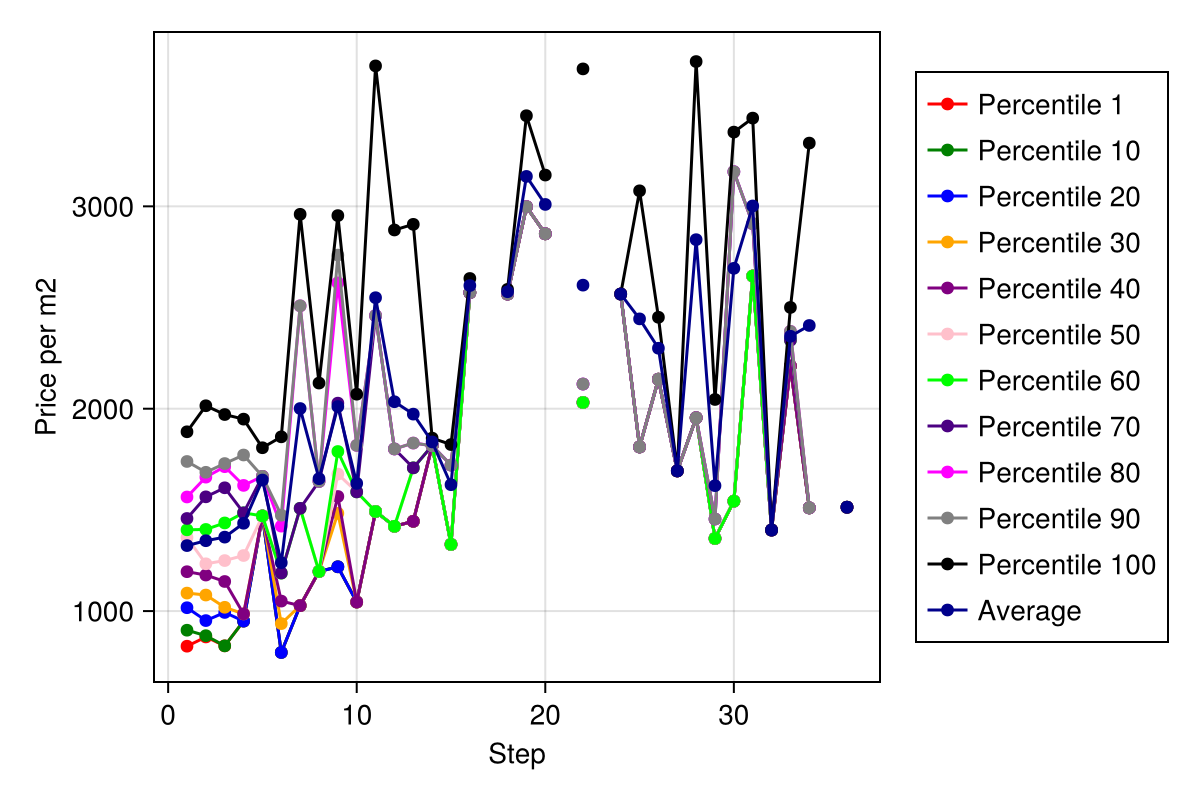 3000
2000
1000
Price per m2
0
10
20
30
Step
Percentile 1
Percentile 10
Percentile 20
Percentile 30
Percentile 40
Percentile 50
Percentile 60
Percentile 70
Percentile 80
Percentile 90
Percentile 100
Average